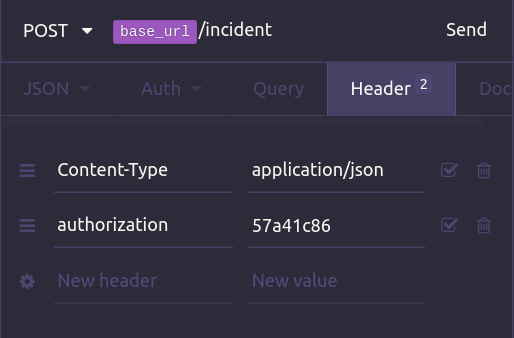 POST base_url/incident Send
JSON Auth Query Header 2 Doc
Content-Type application/json
authorization 57a41c86
New header New value